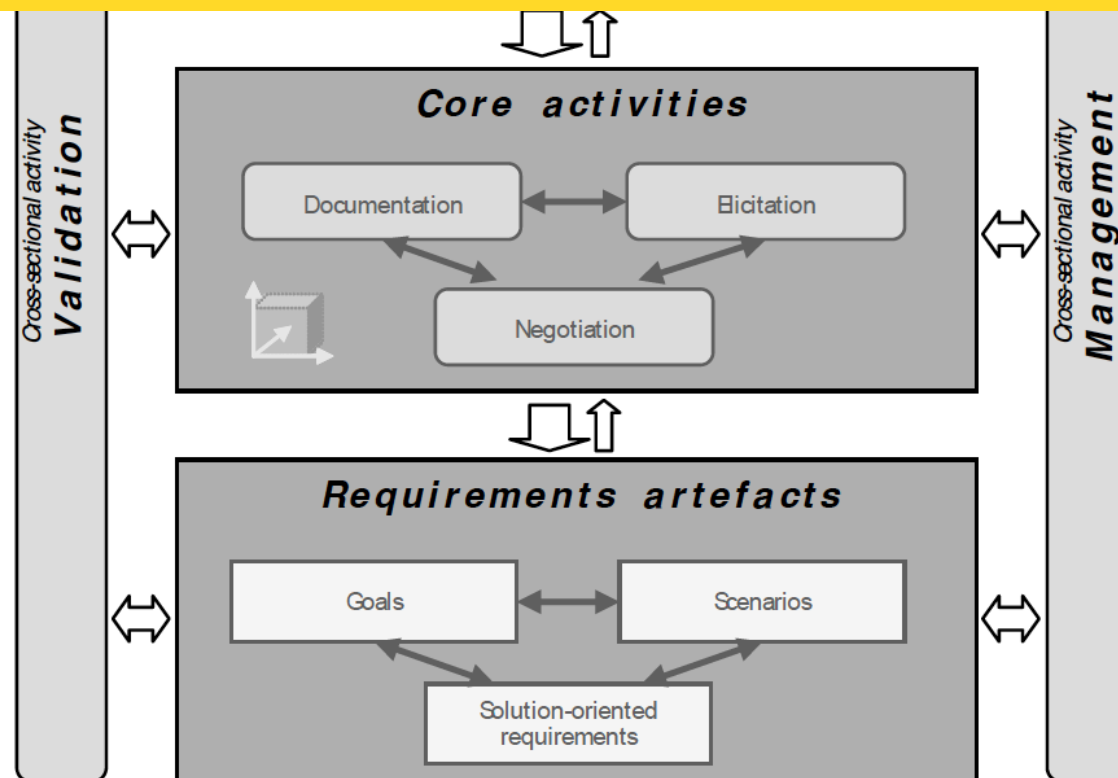 Cross-sectional activity
Validation
Core activities
Documentation
Elicitation
Negotiation
Requirements artefacts
Goals
Scenarios
Solution-oriented
requirements
Cross-sectional activity
Management